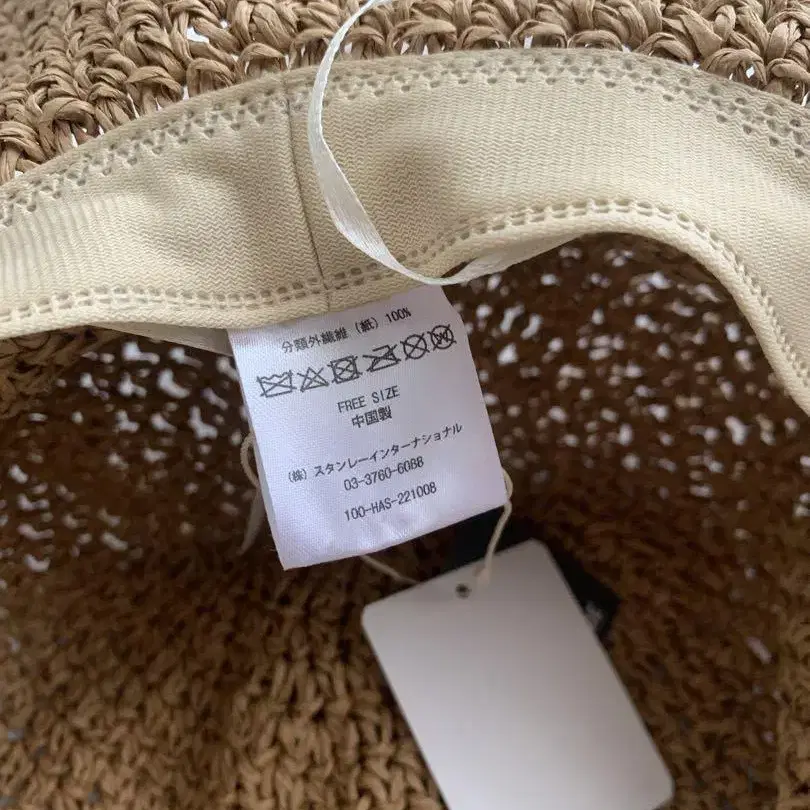 分類外繊維 (紙) 100%
FREE SIZE
中国製
(株) スタンレーインターナショナル
03-3760-6088
100-HAS-221008